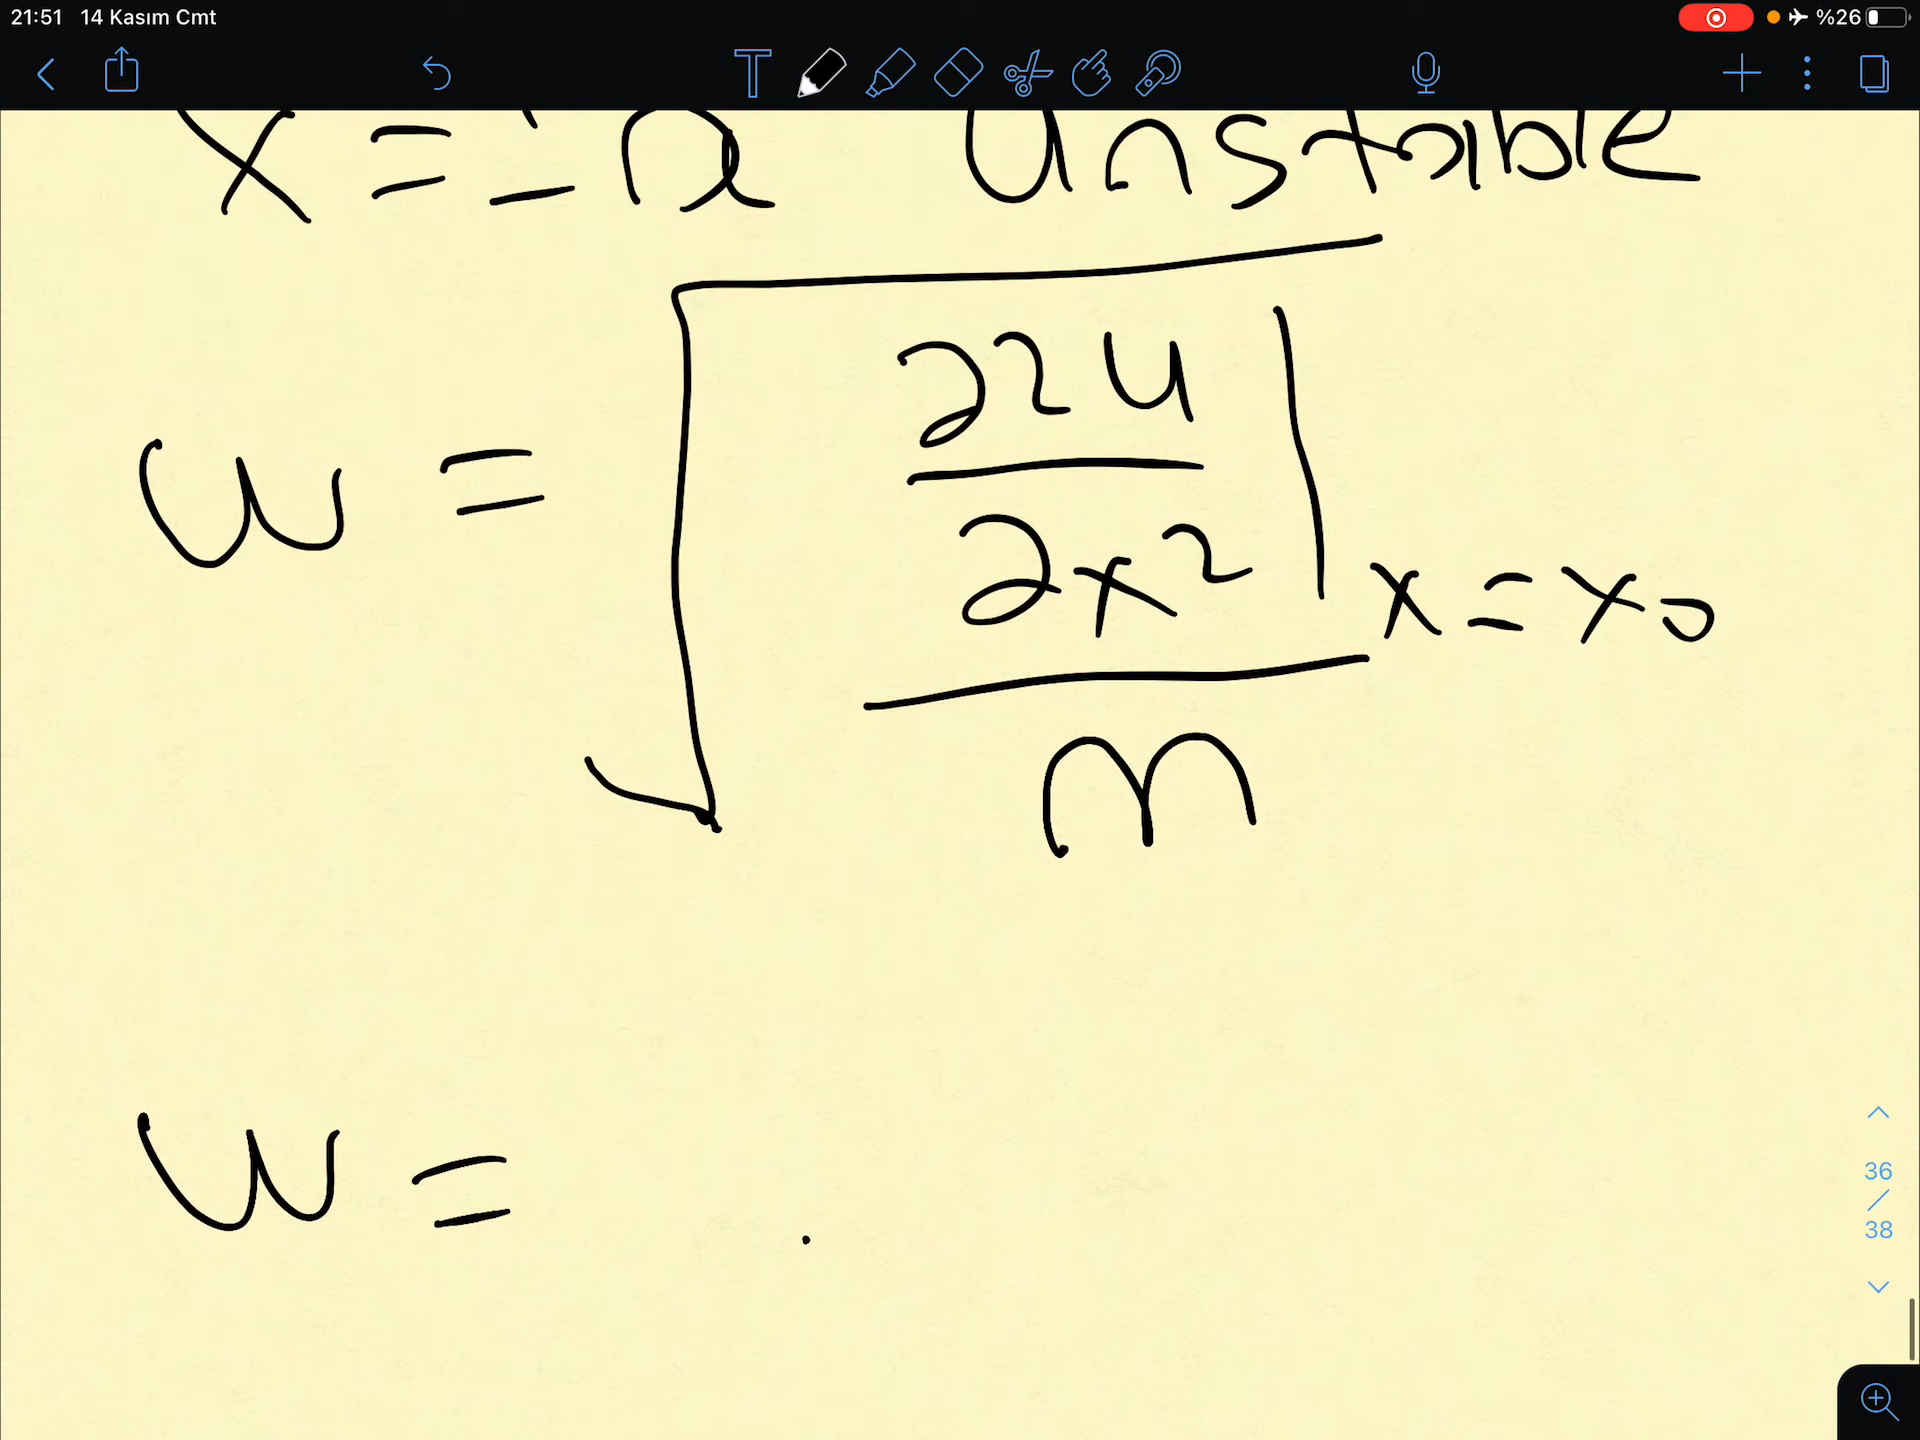 21:51 14 Kasım Cmt %26
x = ± a unstable
w = √(∂²U/∂x² | x = x₀ / m)
w = .
36
/
38